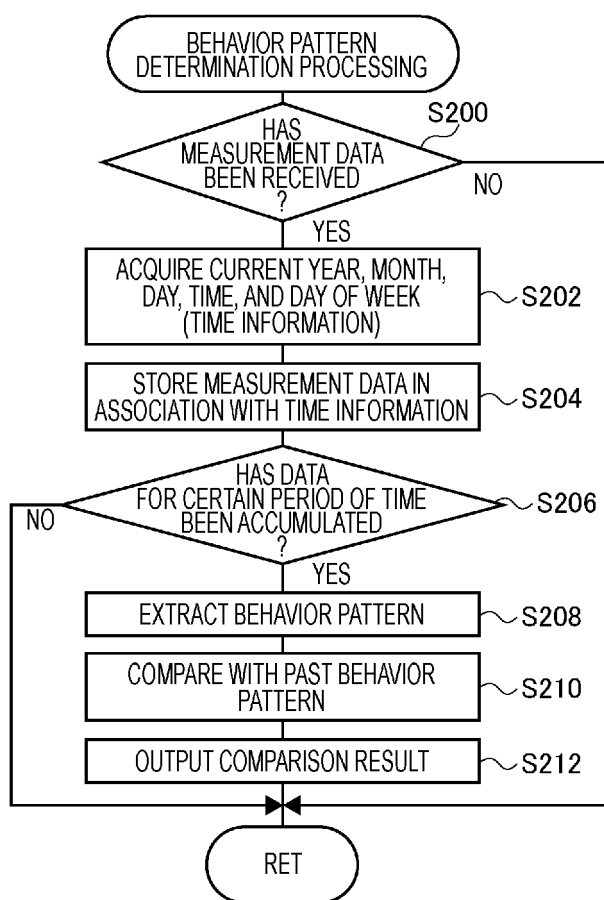 BEHAVIOR PATTERN
DETERMINATION PROCESSING
S200
HAS
MEASUREMENT DATA
BEEN RECEIVED
?
NO
YES
ACQUIRE CURRENT YEAR, MONTH,
DAY, TIME, AND DAY OF WEEK
(TIME INFORMATION)
S202
STORE MEASUREMENT DATA IN
ASSOCIATION WITH TIME INFORMATION
S204
HAS DATA
FOR CERTAIN PERIOD OF TIME
BEEN ACCUMULATED
?
S206
NO
YES
EXTRACT BEHAVIOR PATTERN
S208
COMPARE WITH PAST BEHAVIOR
PATTERN
S210
OUTPUT COMPARISON RESULT
S212
RET